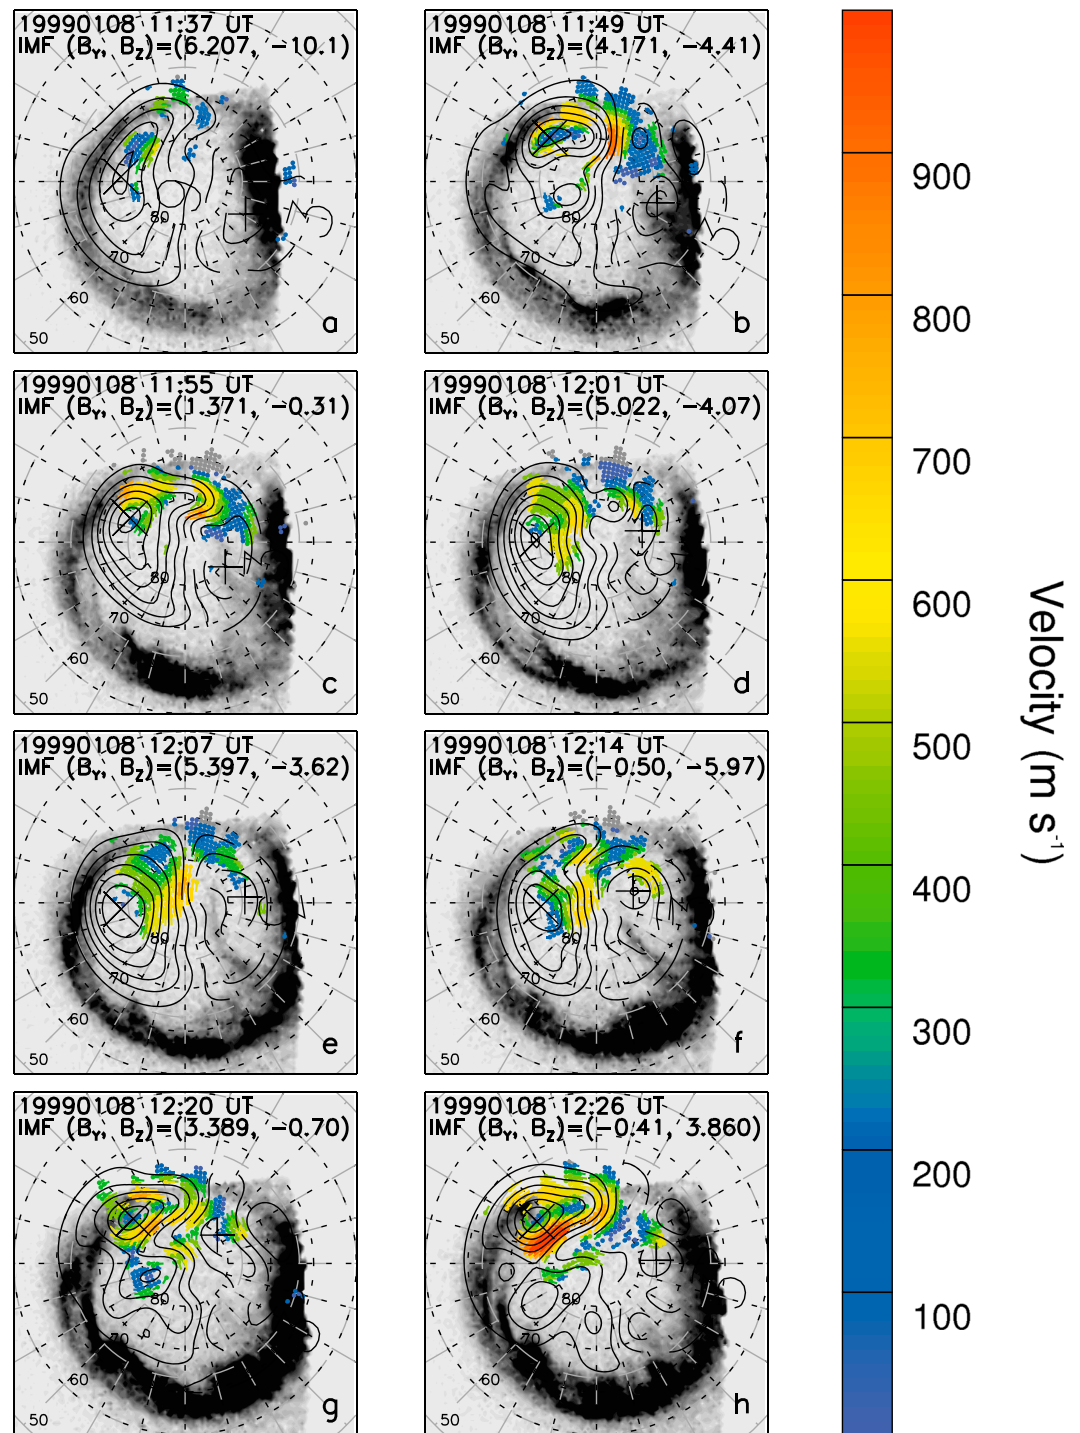 19990108 11:37 UT
IMF (BY, BZ)=(6.207, −10.1)
80
70
60
50
a
19990108 11:49 UT
IMF (BY, BZ)=(4.171, −4.41)
80
70
60
50
b
19990108 11:55 UT
IMF (BY, BZ)=(1.371, −0.31)
80
70
60
50
c
19990108 12:01 UT
IMF (BY, BZ)=(5.022, −4.07)
80
70
60
50
d
19990108 12:07 UT
IMF (BY, BZ)=(5.397, −3.62)
80
70
60
50
e
19990108 12:14 UT
IMF (BY, BZ)=(−0.50, −5.97)
80
70
60
50
f
19990108 12:20 UT
IMF (BY, BZ)=(3.389, −0.70)
80
70
60
50
g
19990108 12:26 UT
IMF (BY, BZ)=(−0.41, 3.860)
80
70
60
50
h
900
800
700
600
500
400
300
200
100
Velocity (m s-1)